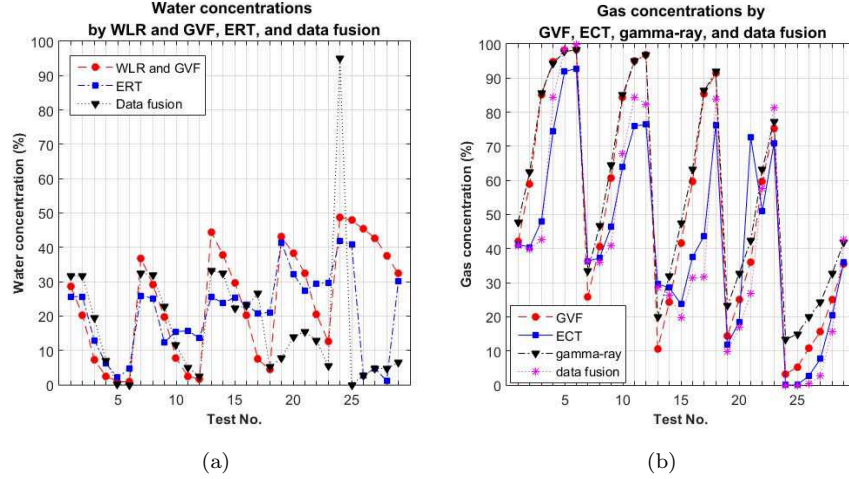 Water concentrations
by WLR and GVF, ERT, and data fusion
100
90
80
70
60
50
40
30
20
10
0
Water concentration (%)
WLR and GVF
ERT
Data fusion
5
10
15
20
25
Test No.
(a)
Gas concentrations by
GVF, ECT, gamma-ray, and data fusion
100
90
80
70
60
50
40
30
20
10
0
Gas concentration (%)
GVF
ECT
gamma-ray
data fusion
5
10
15
20
25
Test No.
(b)